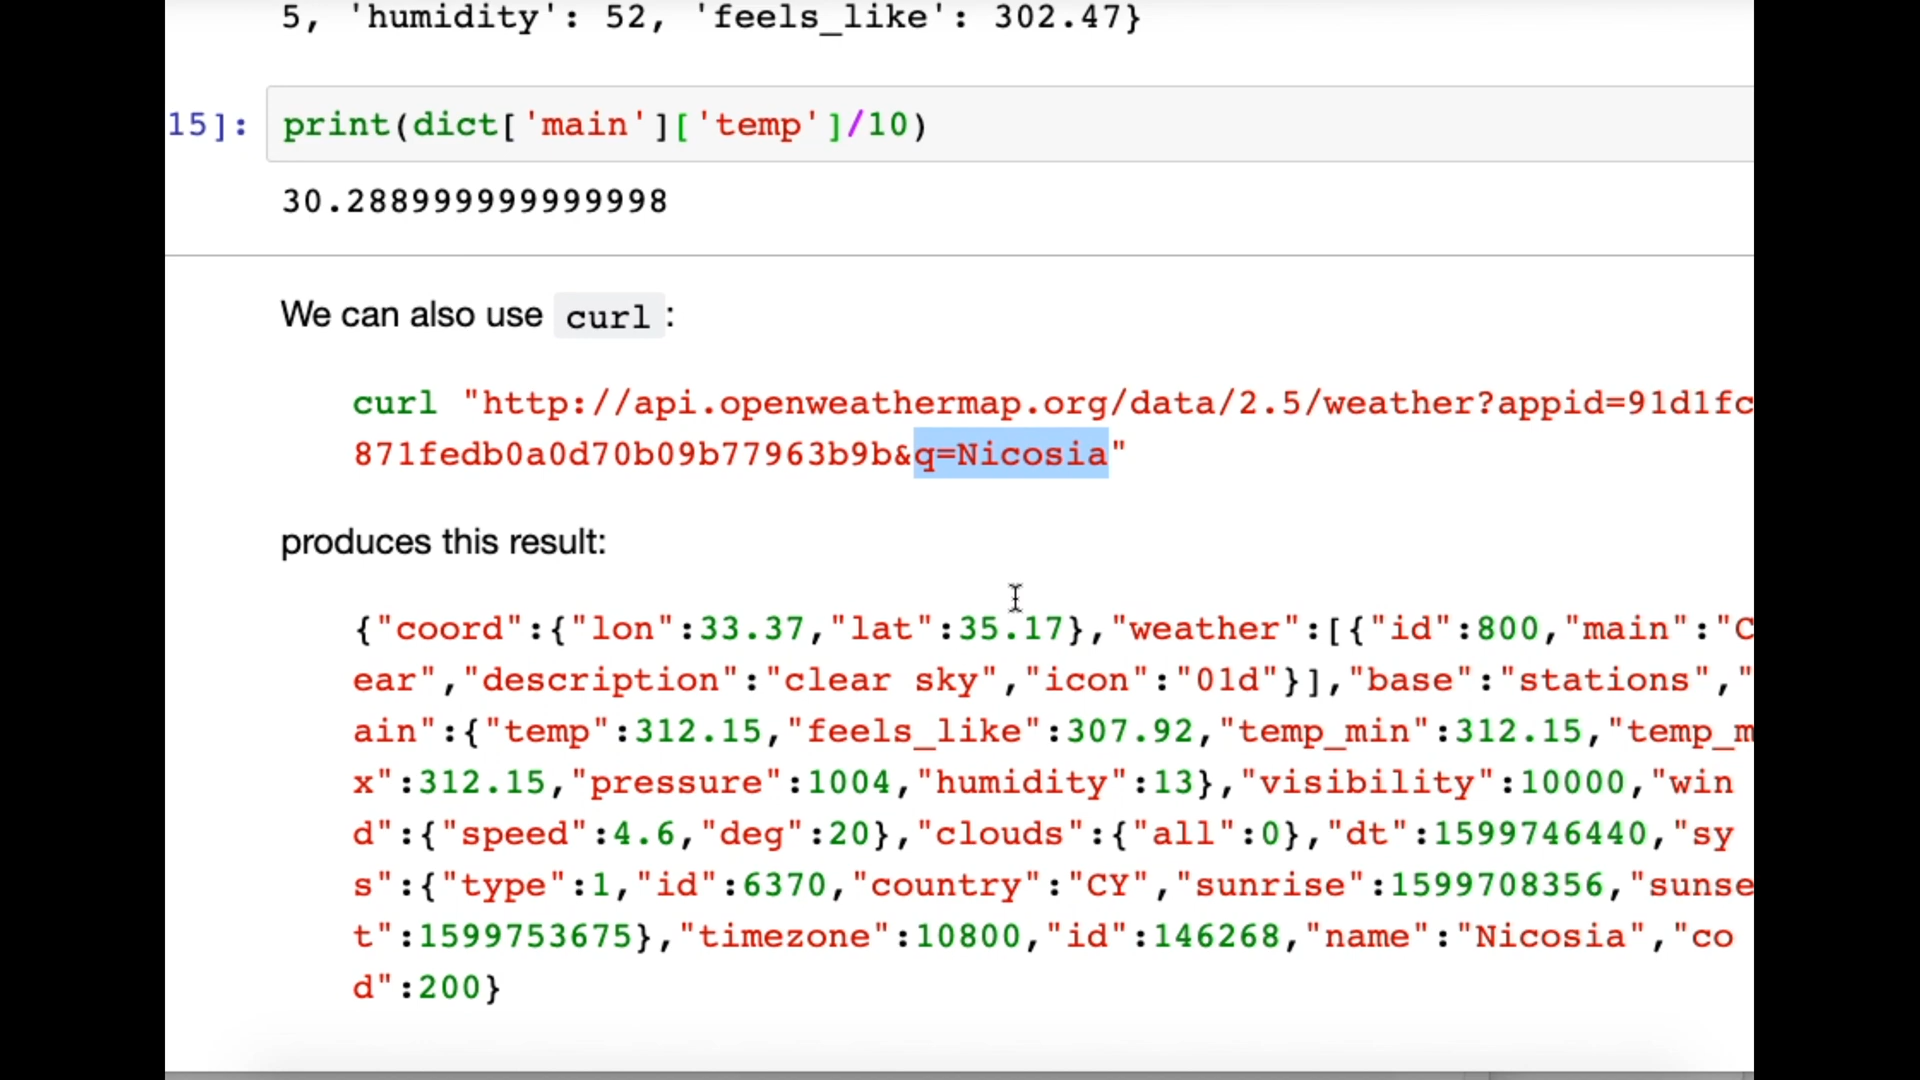 5, 'humidity': 52, 'feels_like': 302.47}
15]: print(dict['main']['temp']/10)
30.288999999999998
We can also use curl :
curl "http://api.openweathermap.org/data/2.5/weather?appid=91d1fc
871fedb0a0d70b09b77963b9b&q=Nicosia"
produces this result:
{"coord":{"lon":33.37,"lat":35.17},"weather":[{"id":800,"main":"C
ear","description":"clear sky","icon":"01d"}],"base":"stations","
ain":{"temp":312.15,"feels_like":307.92,"temp_min":312.15,"temp_m
x":312.15,"pressure":1004,"humidity":13},"visibility":10000,"win
d":{"speed":4.6,"deg":20},"clouds":{"all":0},"dt":1599746440,"sy
s":{"type":1,"id":6370,"country":"CY","sunrise":1599708356,"sunse
t":1599753675},"timezone":10800,"id":146268,"name":"Nicosia","co
d":200}